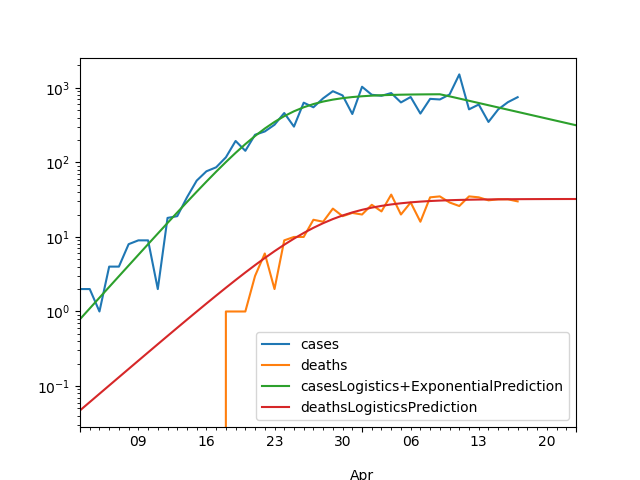 10³
10²
10¹
10⁰
10⁻¹
cases
deaths
casesLogistics+ExponentialPrediction
deathsLogisticsPrediction
09 16 23 30 06 13 20
Apr